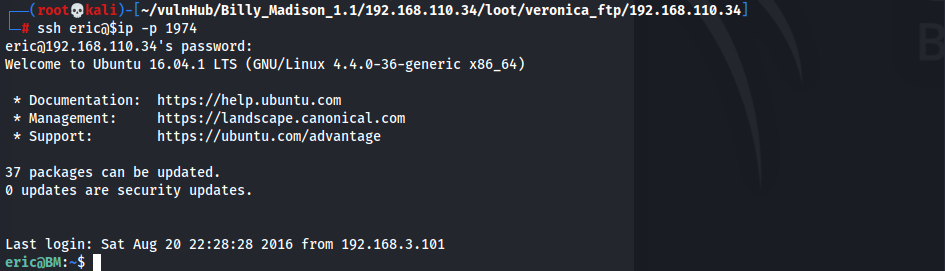 (root💀kali)-[~/vulnHub/Billy_Madison_1.1/192.168.110.34/loot/veronica_ftp/192.168.110.34]
# ssh eric@$ip -p 1974
eric@192.168.110.34's password:
Welcome to Ubuntu 16.04.1 LTS (GNU/Linux 4.4.0-36-generic x86_64)

 * Documentation:  https://help.ubuntu.com
 * Management:     https://landscape.canonical.com
 * Support:        https://ubuntu.com/advantage

37 packages can be updated.
0 updates are security updates.


Last login: Sat Aug 20 22:28:28 2016 from 192.168.3.101
eric@BM:~$